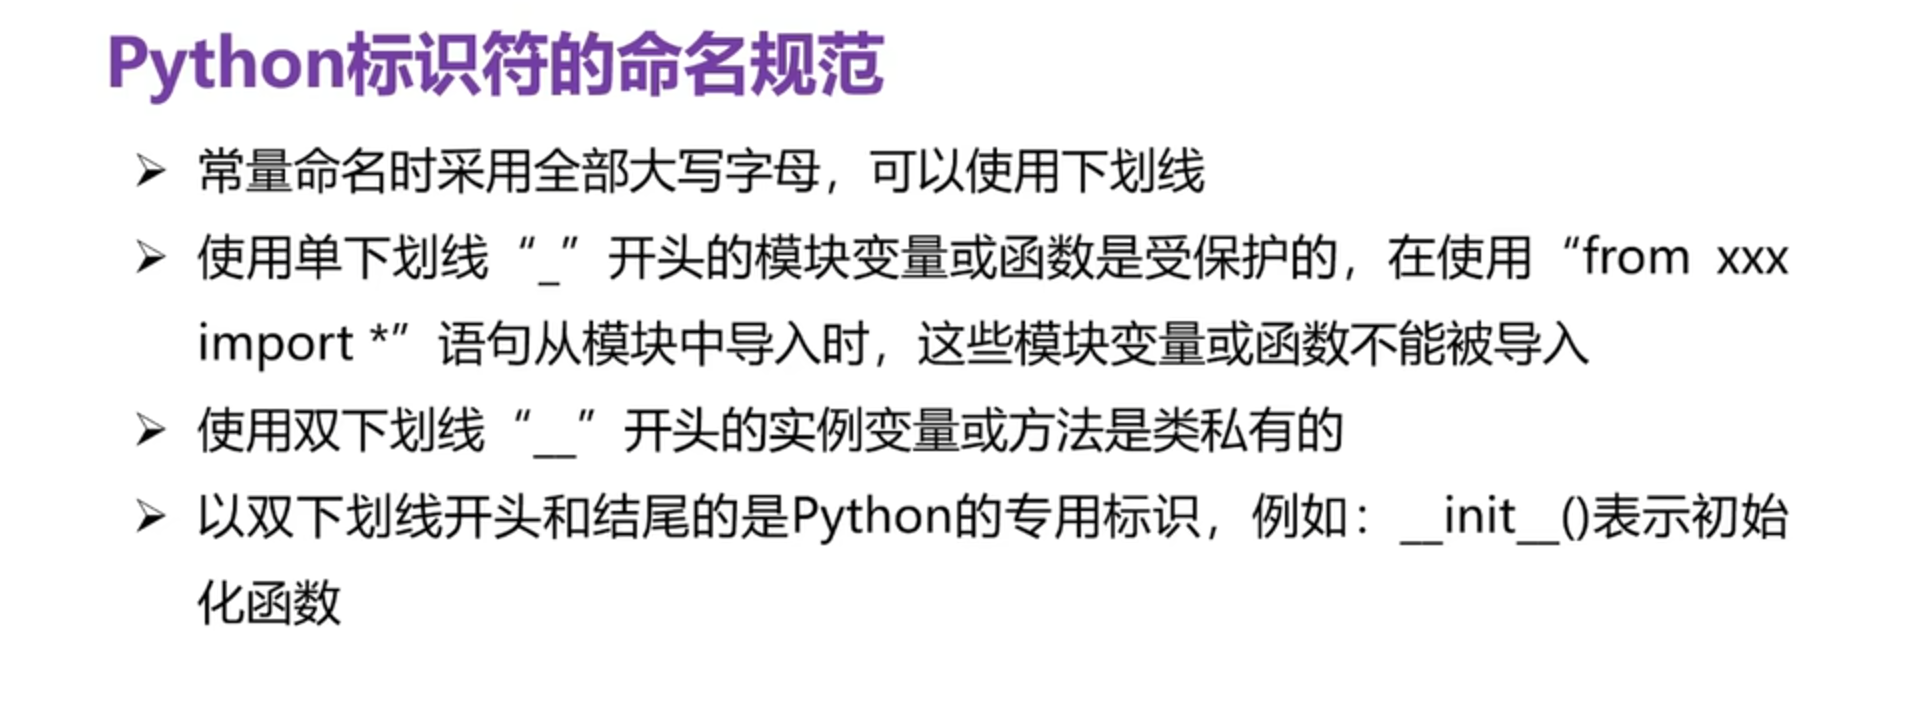 Python标识符的命名规范
➢ 常量命名时采用全部大写字母，可以使用下划线
➢ 使用单下划线“_”开头的模块变量或函数是受保护的，在使用“from xxx
import *”语句从模块中导入时，这些模块变量或函数不能被导入
➢ 使用双下划线“__”开头的实例变量或方法是类私有的
➢ 以双下划线开头和结尾的是Python的专用标识，例如：__init__()表示初始
化函数